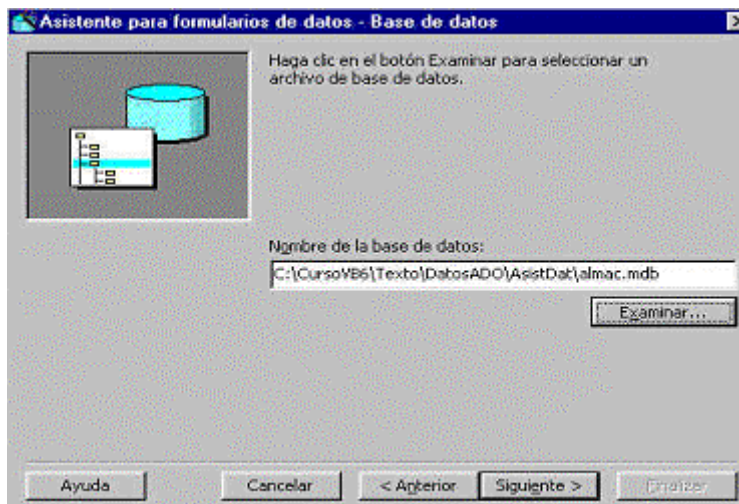 Asistente para formularios de datos - Base de datos
Haga clic en el botón Examinar para seleccionar un
archivo de base de datos.
Nombre de la base de datos:
C:\CursoVB6\Texto\DatosADO\AsistDat\almac.mdb
Examinar...
Ayuda
Cancelar
< Anterior
Siguiente >
Finalizar